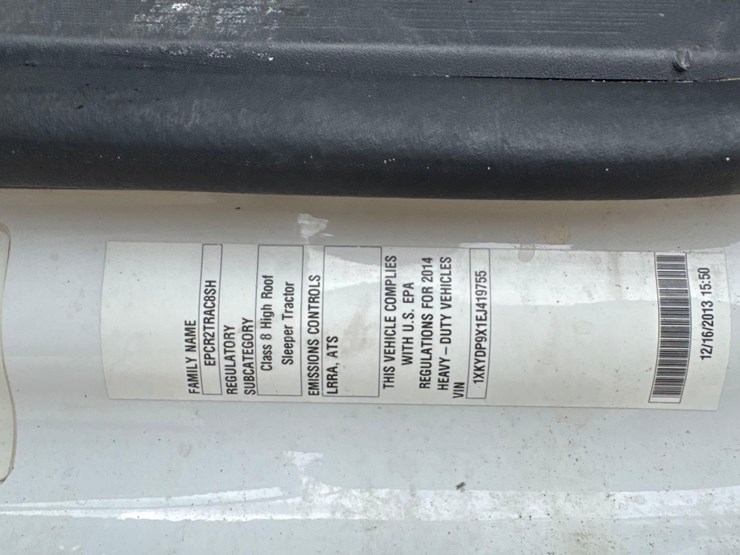 FAMILY NAME
EPCR2TRAC8SH
REGULATORY
SUBCATEGORY
Class 8 High Roof
Sleeper Tractor
EMISSIONS CONTROLS
LRRA, ATS
THIS VEHICLE COMPLIES
WITH U.S. EPA
REGULATIONS FOR 2014
HEAVY – DUTY VEHICLES
VIN
1XKYDP9X1EJ419755
12/16/2013 15:50